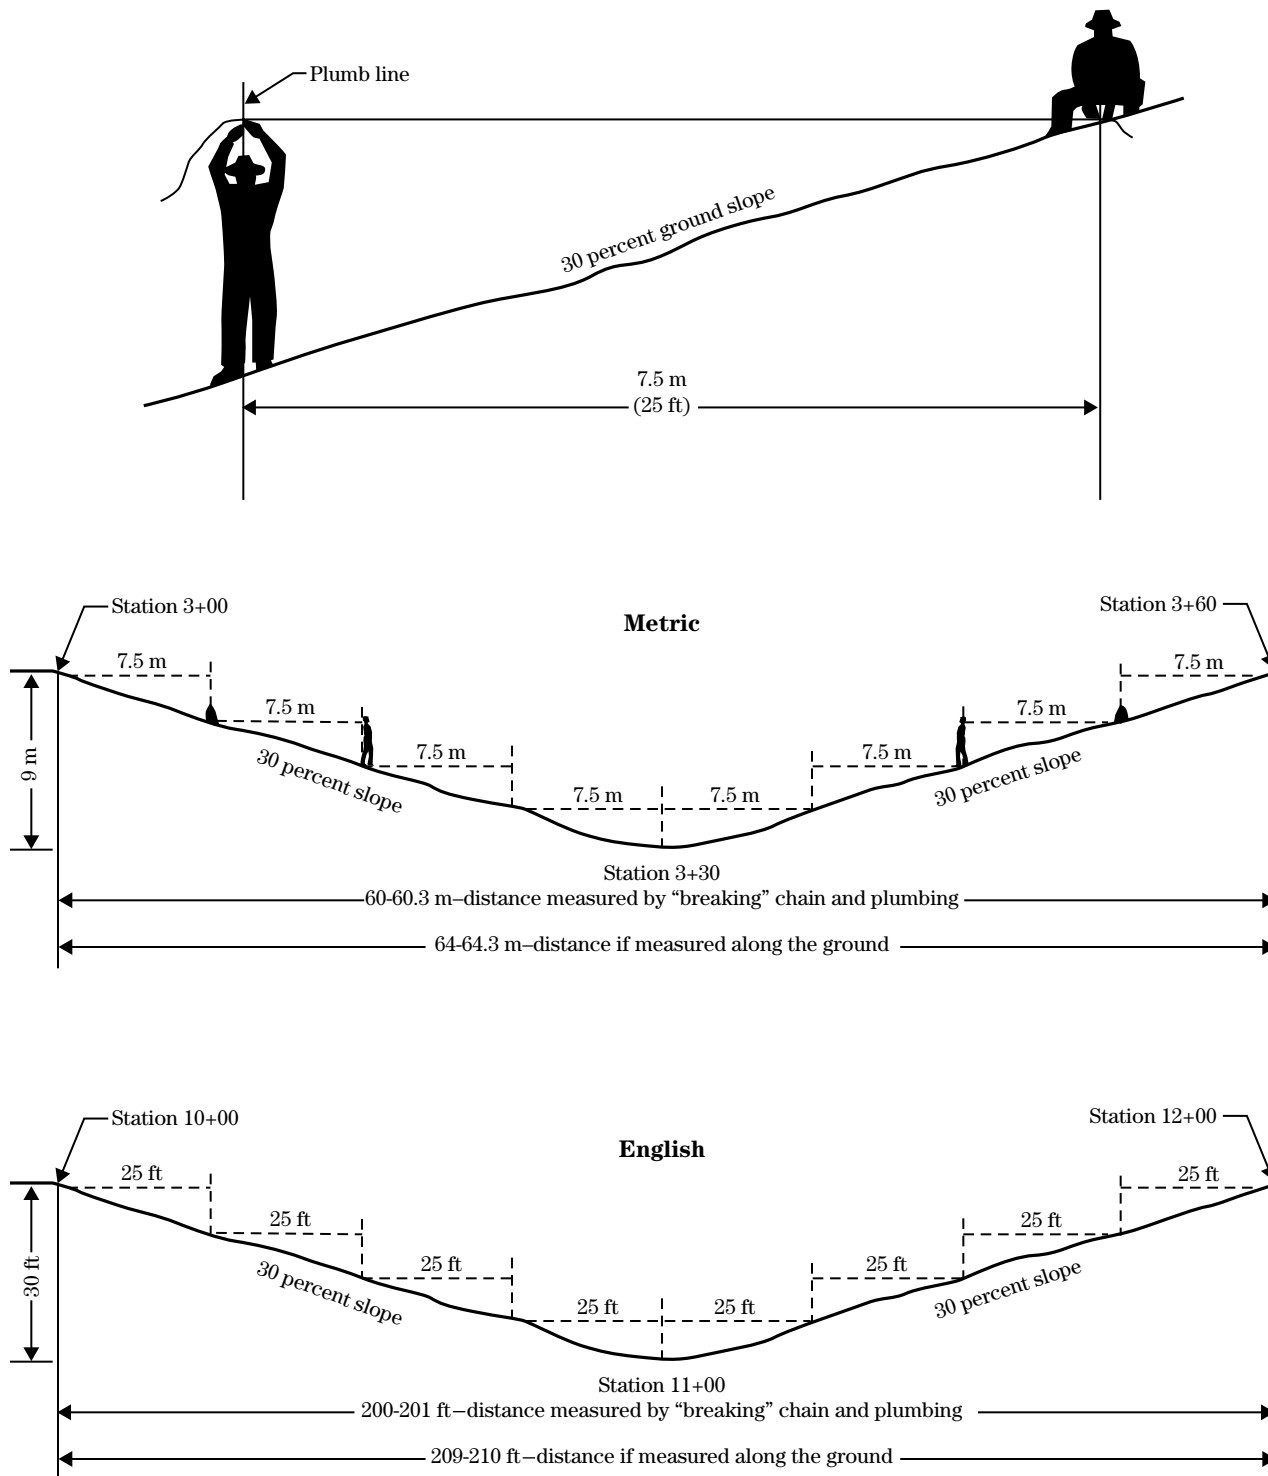 Plumb line
30 percent ground slope
7.5 m
(25 ft)
Station 3+00
Metric
Station 3+60
7.5 m
7.5 m
7.5 m
7.5 m
7.5 m
7.5 m
7.5 m
7.5 m
9 m
30 percent slope
30 percent slope
Station 3+30
60-60.3 m–distance measured by “breaking” chain and plumbing
64-64.3 m–distance if measured along the ground
Station 10+00
English
Station 12+00
25 ft
25 ft
25 ft
25 ft
25 ft
25 ft
25 ft
25 ft
30 ft
30 percent slope
30 percent slope
Station 11+00
200-201 ft–distance measured by “breaking” chain and plumbing
209-210 ft–distance if measured along the ground